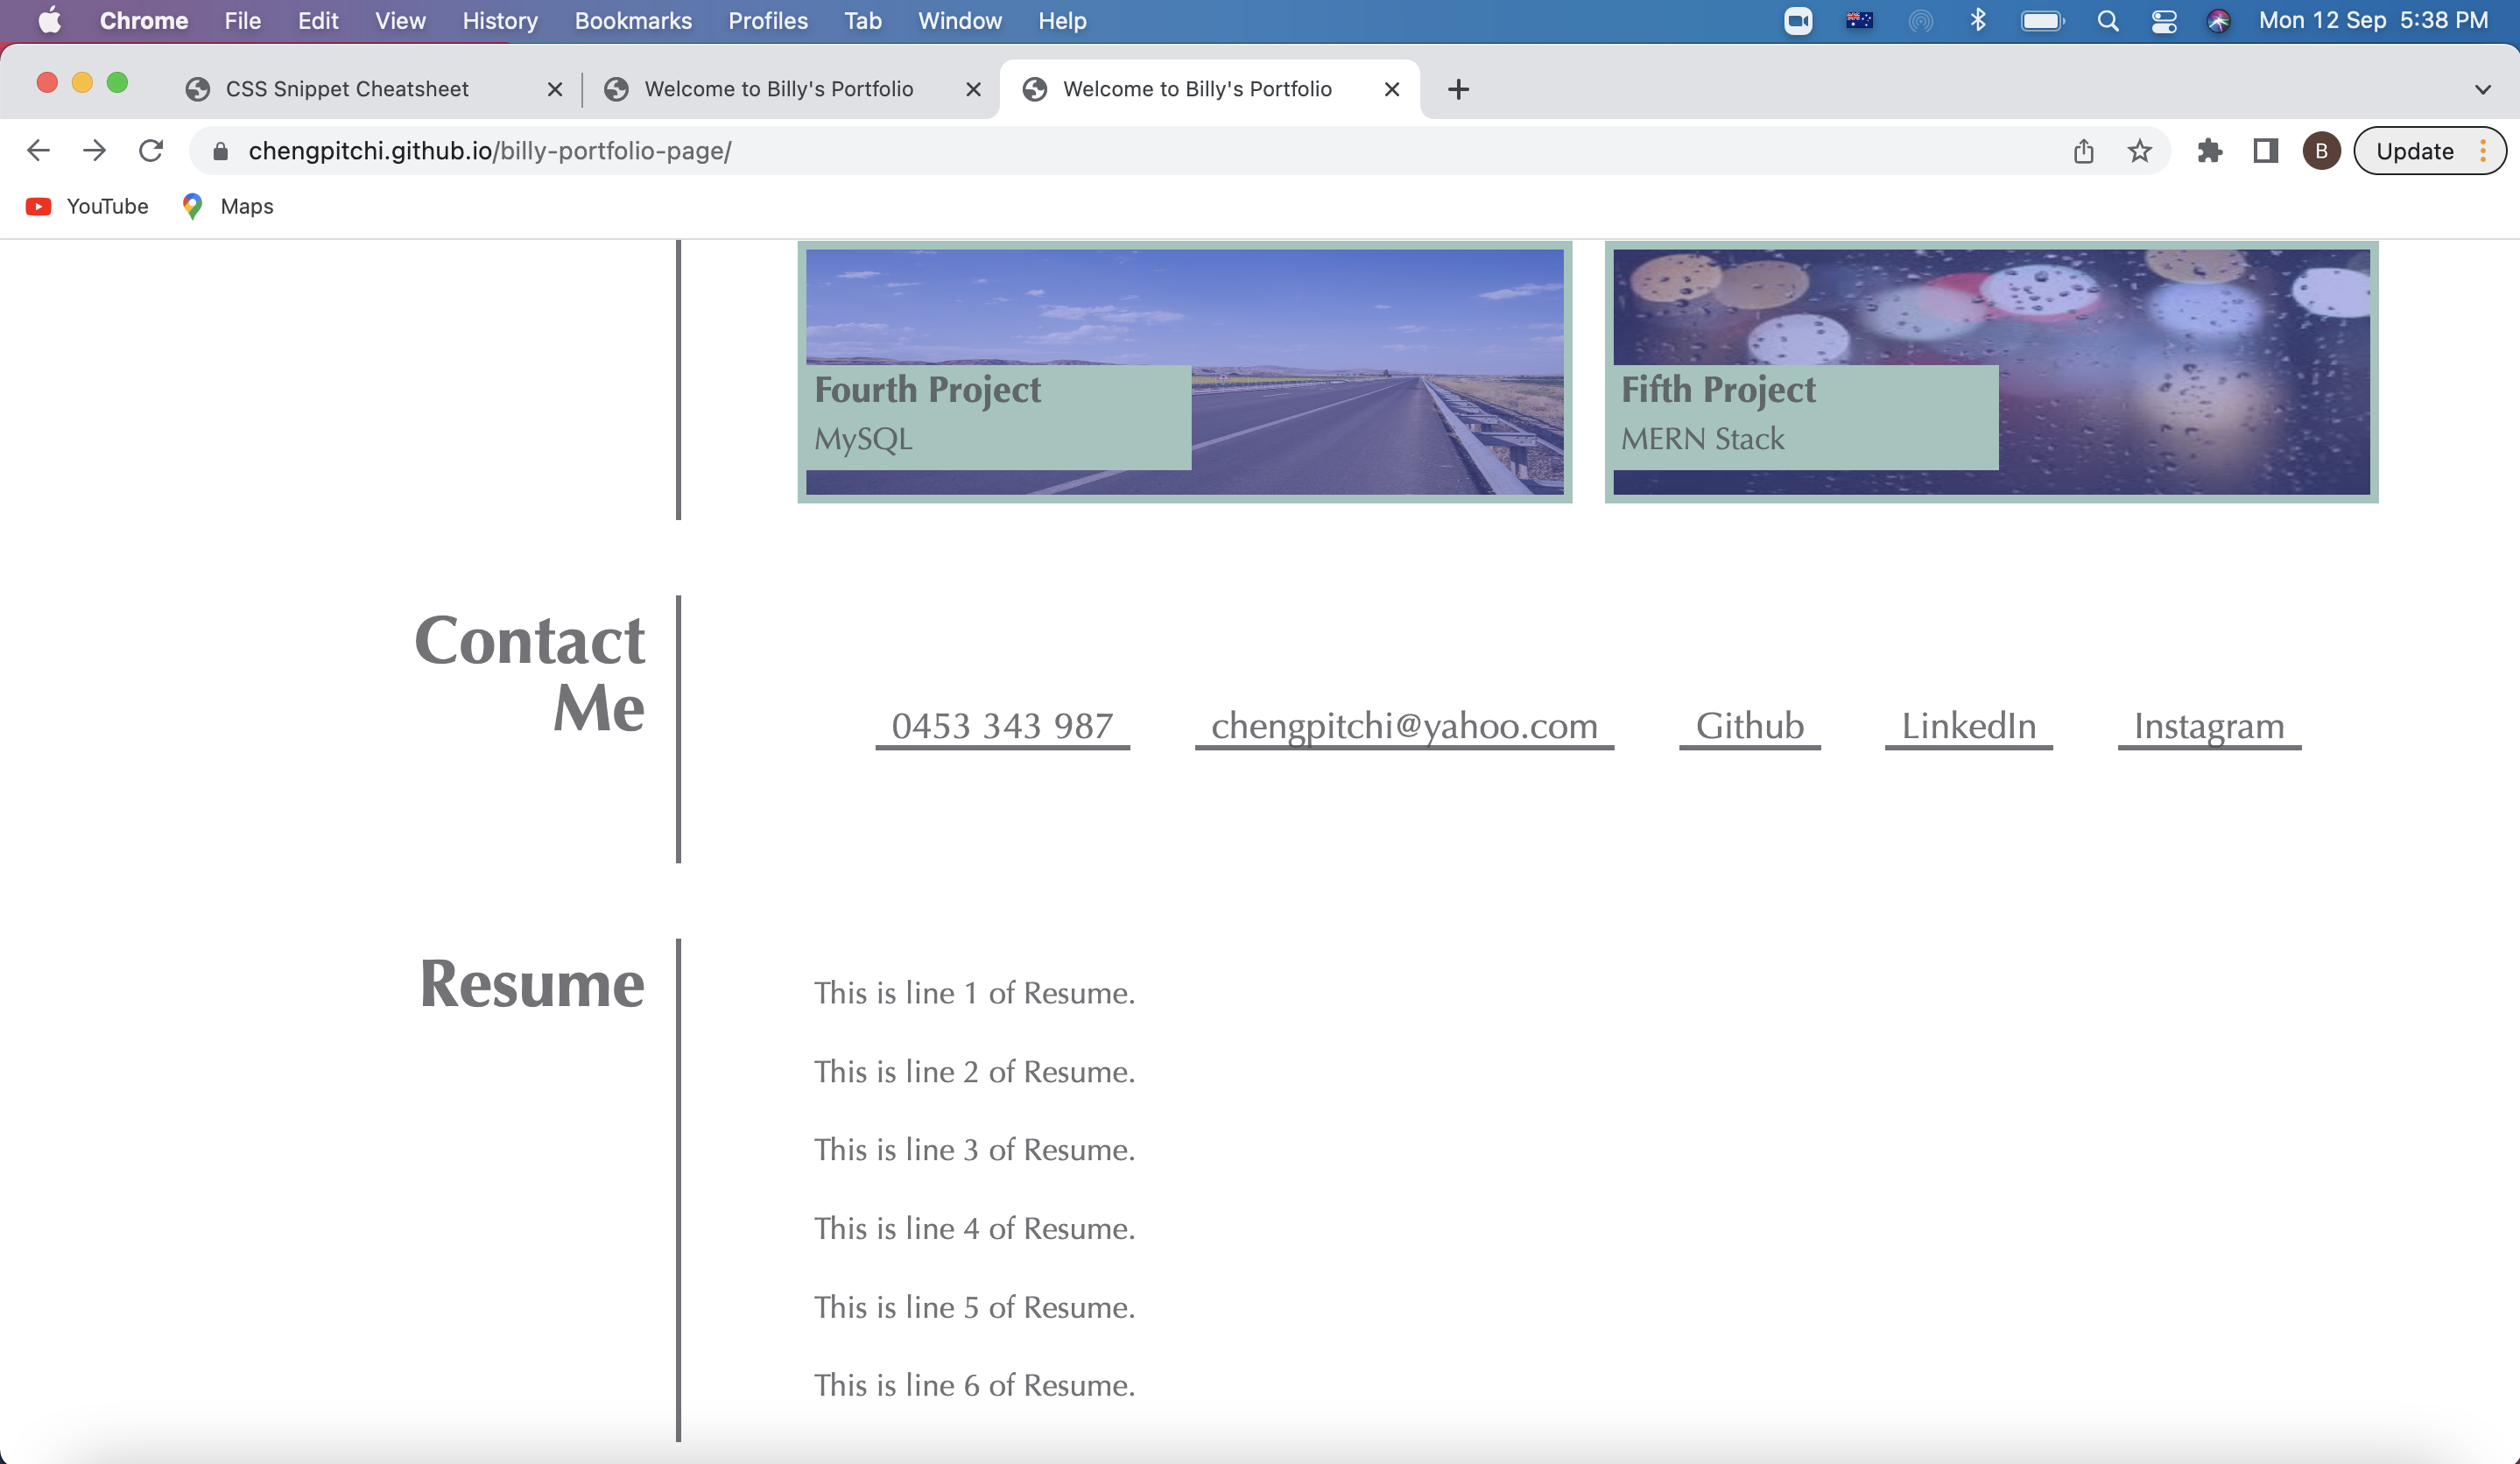 Chrome File Edit View History Bookmarks Profiles Tab Window Help Mon 12 Sep 5:38 PM
CSS Snippet Cheatsheet Welcome to Billy's Portfolio Welcome to Billy's Portfolio
chengpitchi.github.io/billy-portfolio-page/ B Update
YouTube Maps
Fourth Project
MySQL
Fifth Project
MERN Stack
Contact
Me
0453 343 987 chengpitchi@yahoo.com Github LinkedIn Instagram
Resume
This is line 1 of Resume.
This is line 2 of Resume.
This is line 3 of Resume.
This is line 4 of Resume.
This is line 5 of Resume.
This is line 6 of Resume.